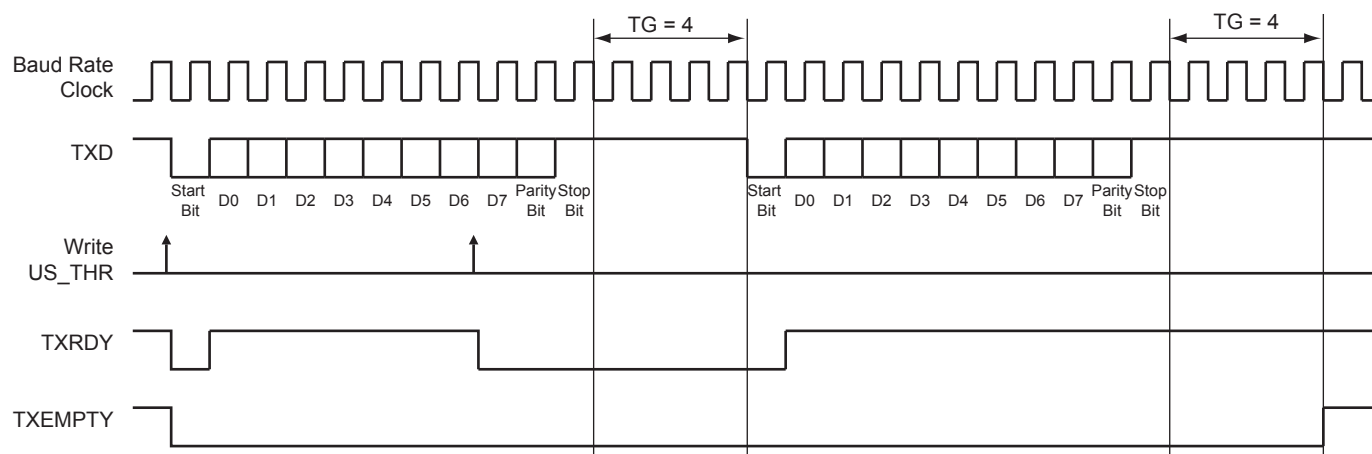 TG = 4
TG = 4
Baud Rate
Clock
TXD
Start
Bit
D0
D1
D2
D3
D4
D5
D6
D7
Parity
Bit
Stop
Bit
Start
Bit
D0
D1
D2
D3
D4
D5
D6
D7
Parity
Bit
Stop
Bit
Write
US_THR
TXRDY
TXEMPTY